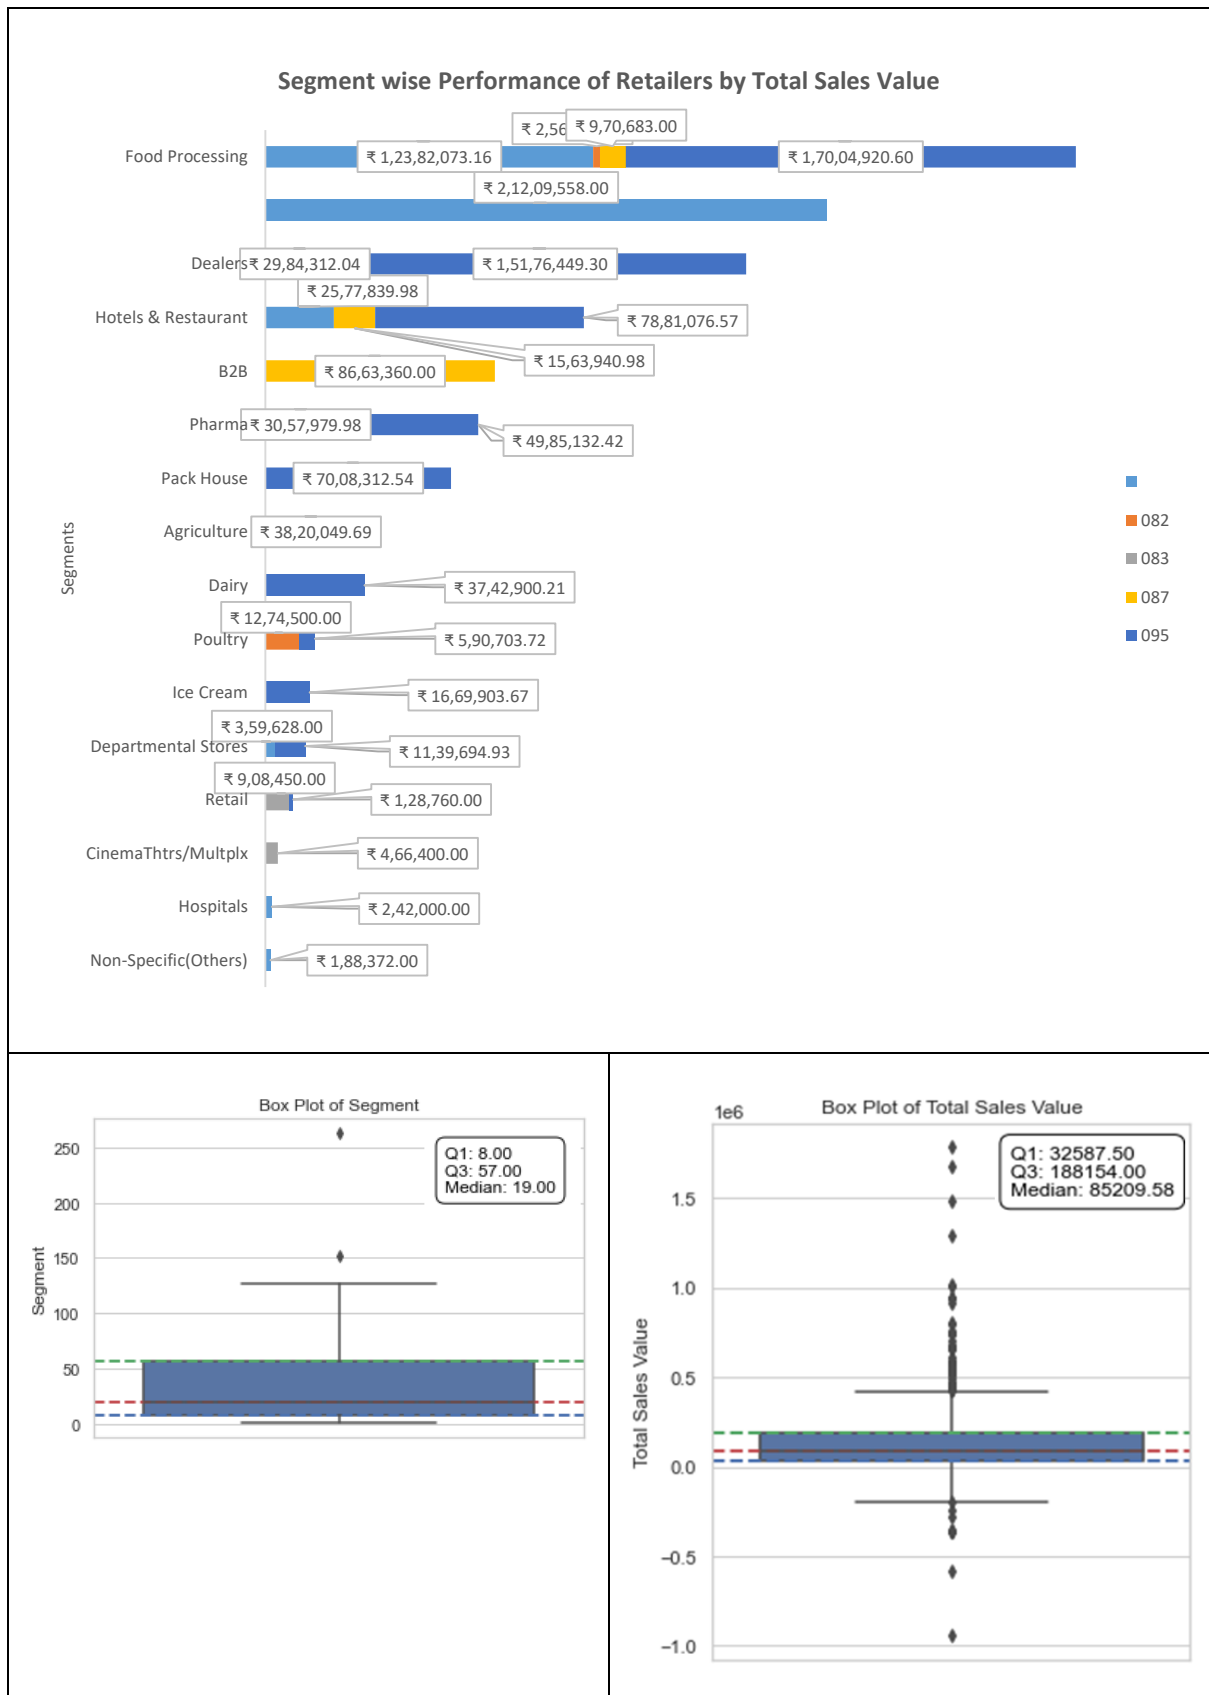 Segment wise Performance of Retailers by Total Sales Value
₹ 2,56
₹ 9,70,683.00
Food Processing
₹ 1,23,82,073.16
₹ 1,70,04,920.60
₹ 2,12,09,558.00
Dealers
₹ 29,84,312.04
₹ 1,51,76,449.30
₹ 25,77,839.98
Hotels & Restaurant
₹ 78,81,076.57
₹ 15,63,940.98
B2B
₹ 86,63,360.00
Pharma
₹ 30,57,979.98
₹ 49,85,132.42
Pack House
₹ 70,08,312.54
Agriculture
₹ 38,20,049.69
Dairy
₹ 37,42,900.21
₹ 12,74,500.00
Poultry
₹ 5,90,703.72
Ice Cream
₹ 16,69,903.67
₹ 3,59,628.00
Departmental Stores
₹ 11,39,694.93
₹ 9,08,450.00
Retail
₹ 1,28,760.00
CinemaThtrs/Multplx
₹ 4,66,400.00
Hospitals
₹ 2,42,000.00
Non-Specific(Others)
₹ 1,88,372.00
Segments
082
083
087
095
Box Plot of Segment
Q1: 8.00
Q3: 57.00
Median: 19.00
250
200
150
100
50
0
Segment
1e6
Box Plot of Total Sales Value
Q1: 32587.50
Q3: 188154.00
Median: 85209.58
1.5
1.0
0.5
0.0
−0.5
−1.0
Total Sales Value